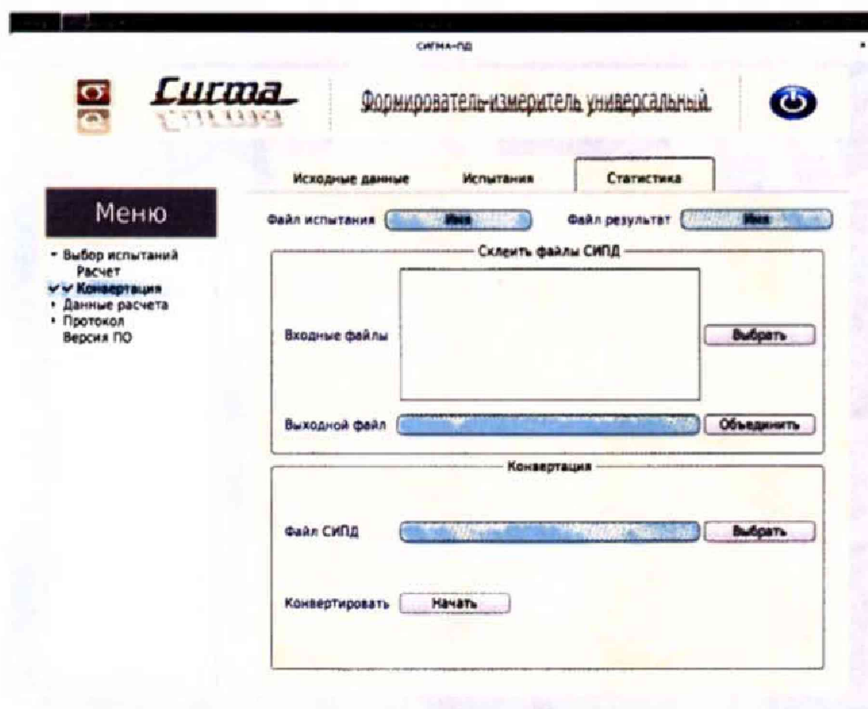 СИГМА-ПД
Сигма
Формирователь-измеритель универсальный.
Исходные данные Испытания Статистика
Меню
Файл испытания Имя Файл результат Имя
Выбор испытаний
Расчет
Конвертация
Данные расчета
Протокол
Версия ПО
Склеить файлы СИПД
Входные файлы Выбрать
Выходной файл Объединить
Конвертация
Файл СИПД Выбрать
Конвертировать Начать